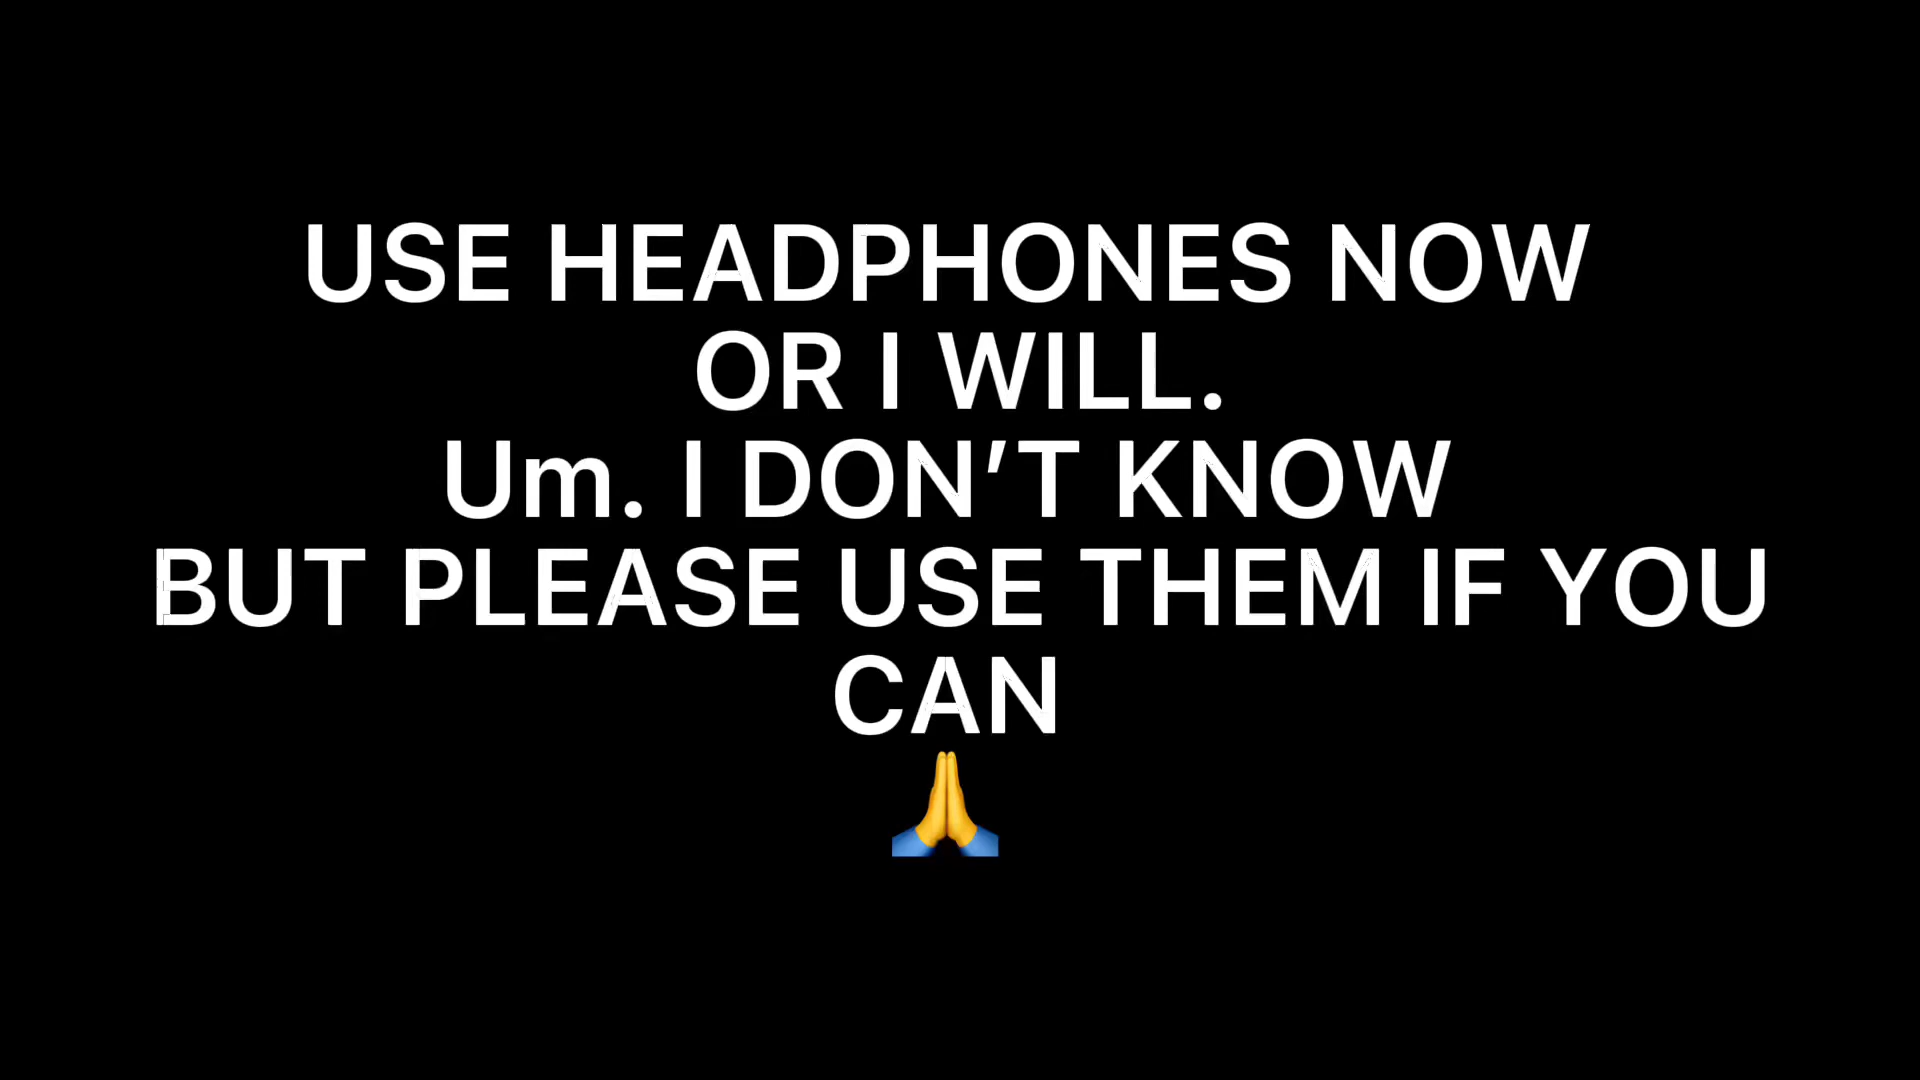 USE HEADPHONES NOW
OR I WILL.
Um. I DON’T KNOW
BUT PLEASE USE THEM IF YOU
CAN
🙏